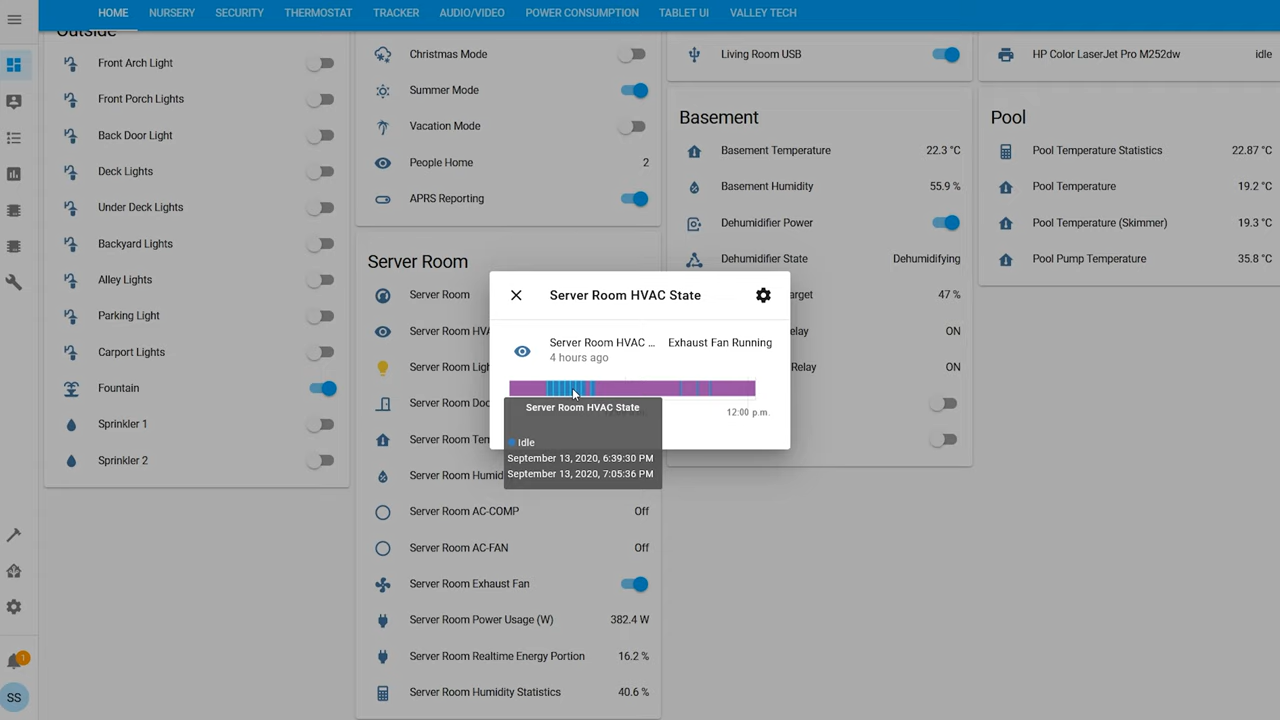 HOME NURSERY SECURITY THERMOSTAT TRACKER AUDIO/VIDEO POWER CONSUMPTION TABLET UI VALLEY TECH
Outside
Front Arch Light
Front Porch Lights
Back Door Light
Deck Lights
Under Deck Lights
Backyard Lights
Alley Lights
Parking Light
Carport Lights
Fountain
Sprinkler 1
Sprinkler 2
Christmas Mode
Summer Mode
Vacation Mode
People Home 2
APRS Reporting
Server Room
Server Room
Server Room HVA
Server Room Ligh
Server Room Doo
Server Room Tem
Server Room Humid
Server Room AC-COMP Off
Server Room AC-FAN Off
Server Room Exhaust Fan
Server Room Power Usage (W) 382.4 W
Server Room Realtime Energy Portion 16.2 %
Server Room Humidity Statistics 40.6 %
Living Room USB
Basement
Basement Temperature 22.3 °C
Basement Humidity 55.9 %
Dehumidifier Power
Dehumidifier State Dehumidifying
arget 47 %
elay ON
Relay ON
HP Color LaserJet Pro M252dw idle
Pool
Pool Temperature Statistics 22.87 °C
Pool Temperature 19.2 °C
Pool Temperature (Skimmer) 19.3 °C
Pool Pump Temperature 35.8 °C
Server Room HVAC State
Server Room HVAC ... Exhaust Fan Running
4 hours ago
12:00 p.m.
Server Room HVAC State
Idle
September 13, 2020, 6:39:30 PM
September 13, 2020, 7:05:36 PM
1
SS